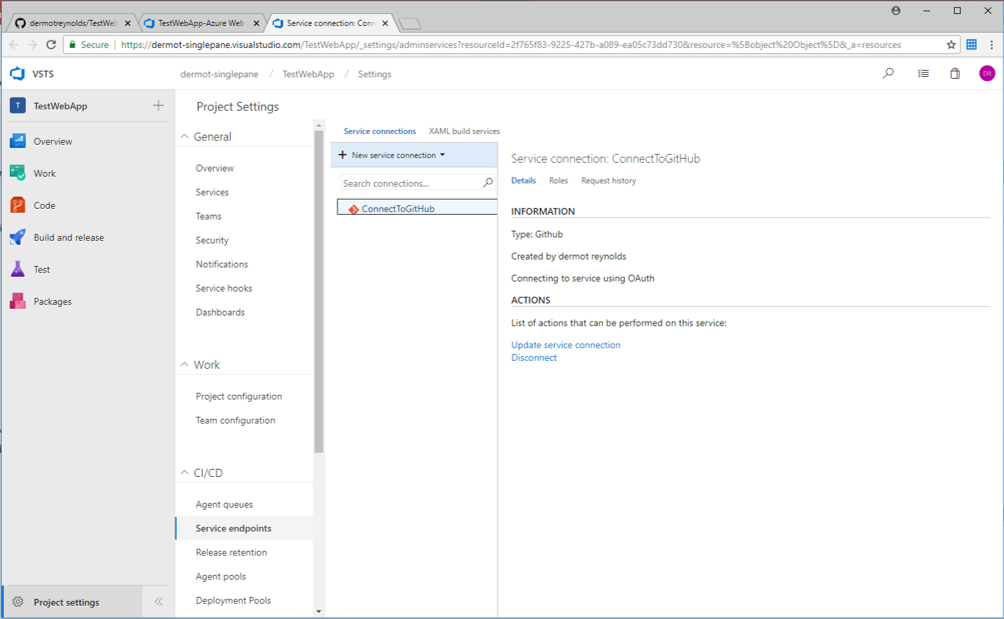 dermotreynolds/TestWeb
TestWebApp-Azure Web
Service connection: Conn
Secure
https://dermot-singlepane.visualstudio.com/TestWebApp/_settings/adminservices?resourceId=2f765f83-9225-427b-a089-ea05c73dd730&resource=%5Bobject%20Object%5D&_a=resources
VSTS
dermot-singlepane / TestWebApp / Settings
DR
T TestWebApp
Overview
Work
Code
Build and release
Test
Packages
Project settings
Project Settings
General
Overview
Services
Teams
Security
Notifications
Service hooks
Dashboards
Work
Project configuration
Team configuration
CI/CD
Agent queues
Service endpoints
Release retention
Agent pools
Deployment Pools
Service connections XAML build services
+ New service connection
Search connections...
ConnectToGitHub
Service connection: ConnectToGitHub
Details Roles Request history
INFORMATION
Type: Github
Created by dermot reynolds
Connecting to service using OAuth
ACTIONS
List of actions that can be performed on this service:
Update service connection
Disconnect